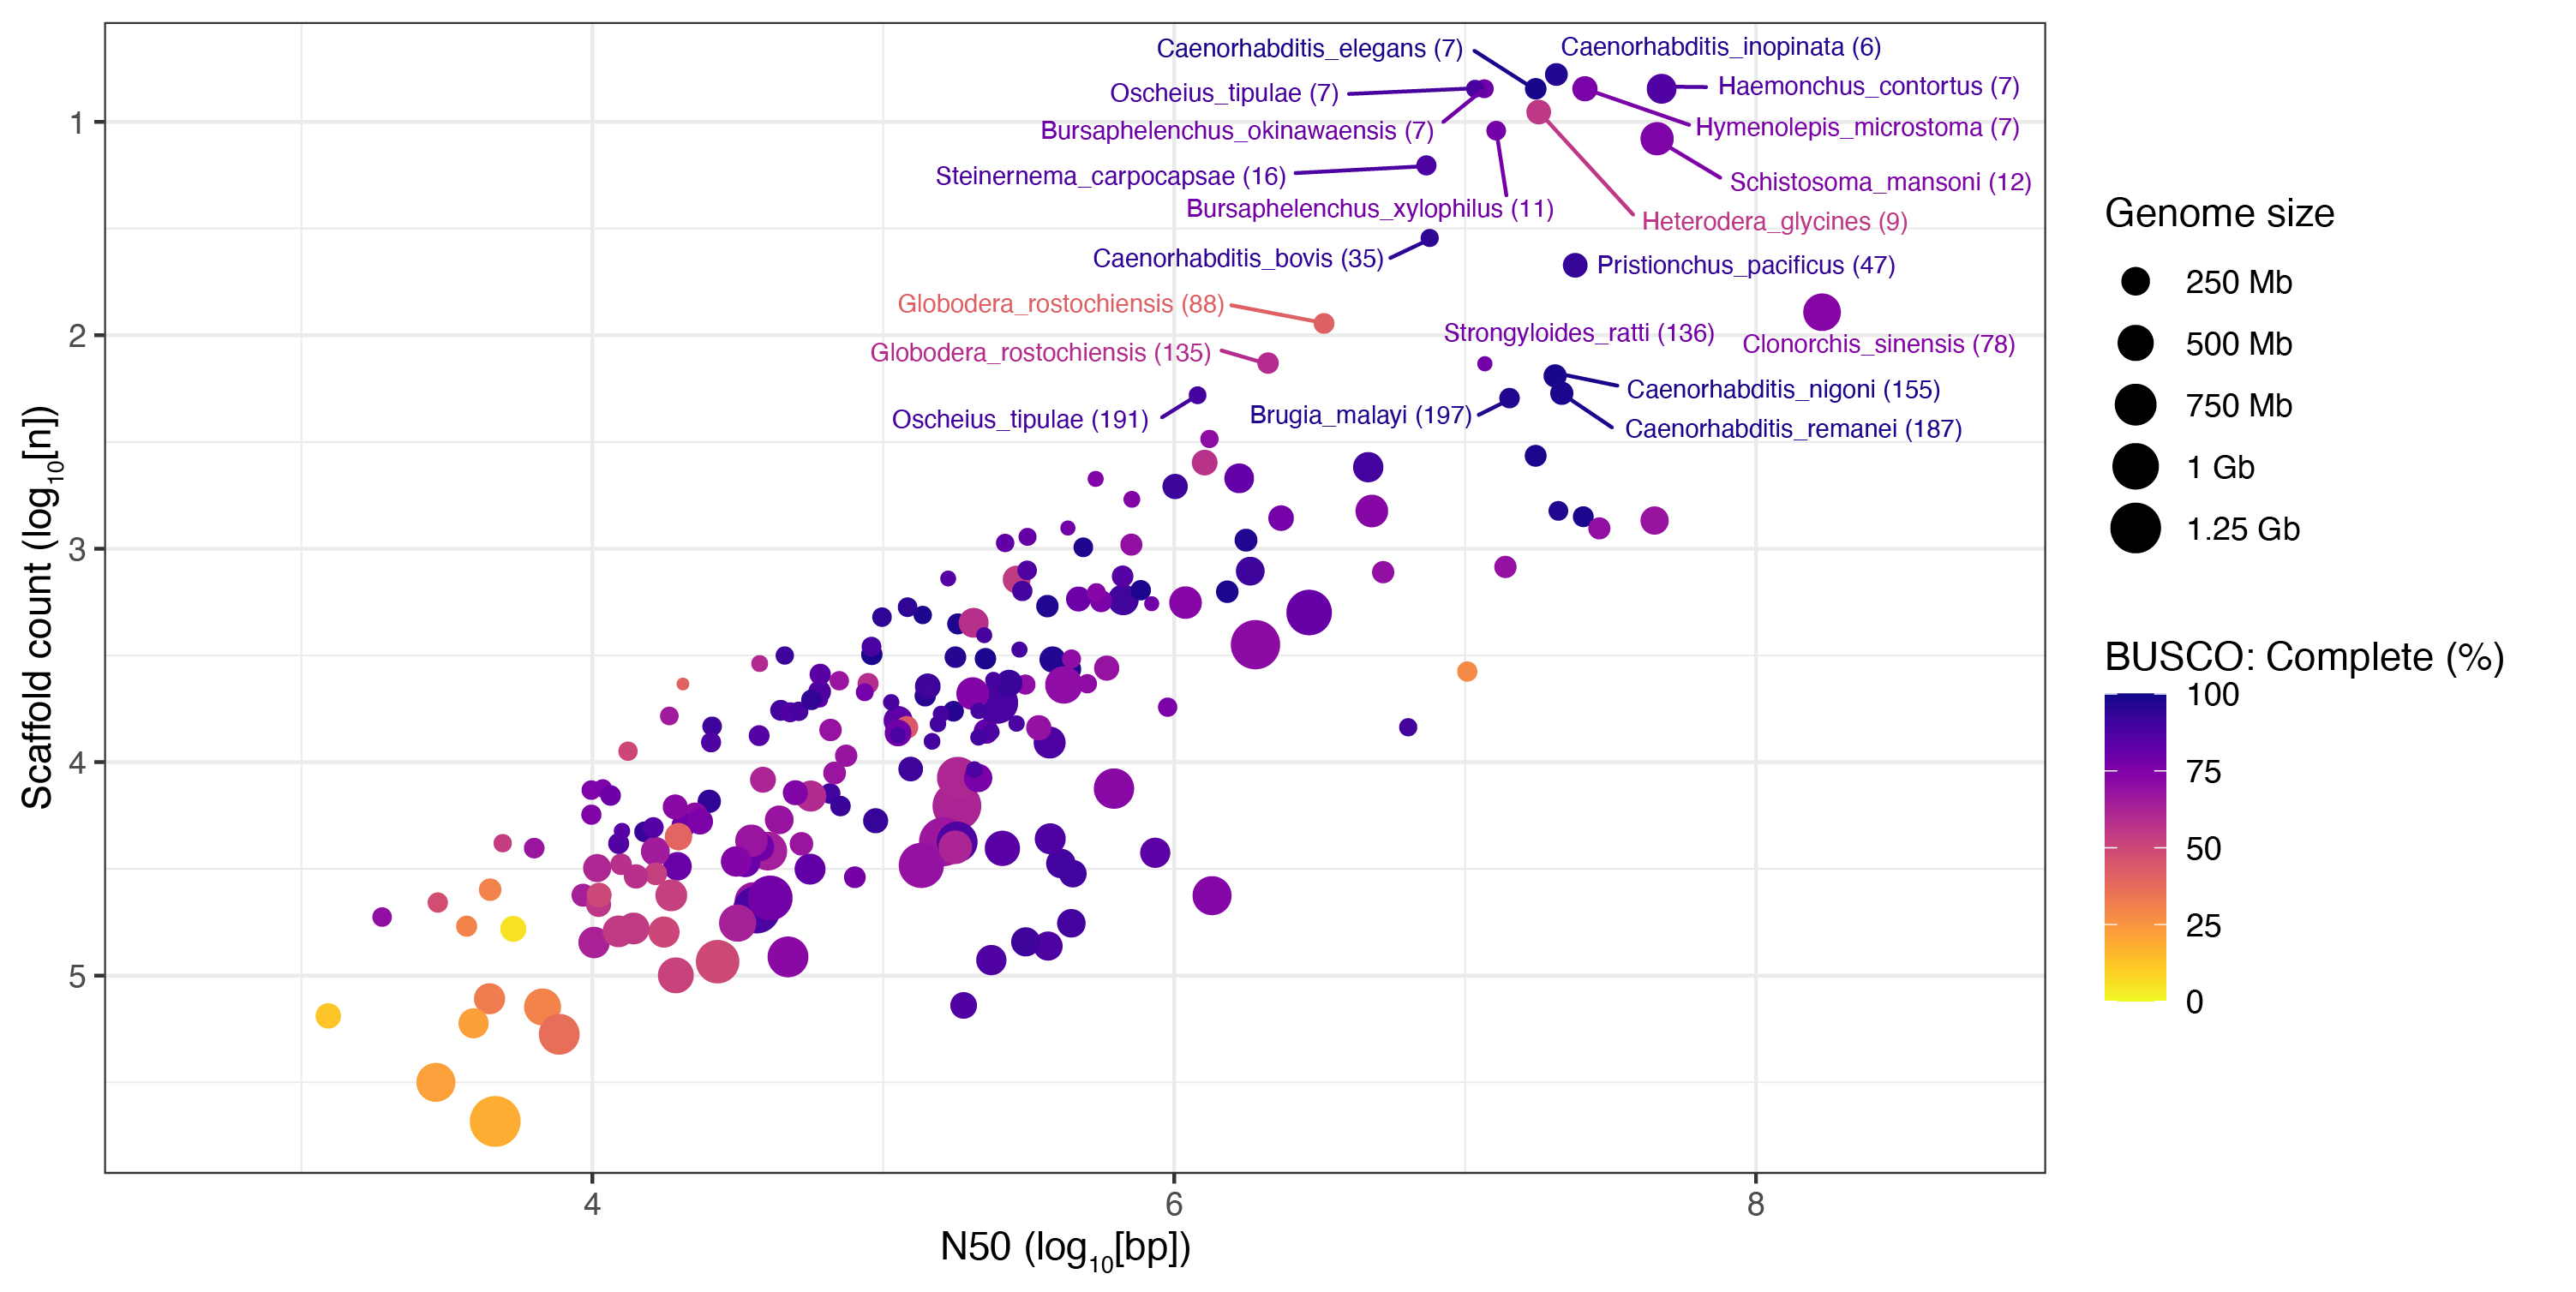 Caenorhabditis_elegans (7)
Caenorhabditis_inopinata (6)
Oscheius_tipulae (7)
Haemonchus_contortus (7)
Bursaphelenchus_okinawaensis (7)
Hymenolepis_microstoma (7)
Steinernema_carpocapsae (16)
Schistosoma_mansoni (12)
Bursaphelenchus_xylophilus (11)
Heterodera_glycines (9)
Caenorhabditis_bovis (35)
Pristionchus_pacificus (47)
Globodera_rostochiensis (88)
Strongyloides_ratti (136)
Clonorchis_sinensis (78)
Globodera_rostochiensis (135)
Caenorhabditis_nigoni (155)
Oscheius_tipulae (191)
Brugia_malayi (197)
Caenorhabditis_remanei (187)
1
2
3
4
5
Scaffold count (log10[n])
4
6
8
N50 (log10[bp])
Genome size
250 Mb
500 Mb
750 Mb
1 Gb
1.25 Gb
BUSCO: Complete (%)
100
75
50
25
0